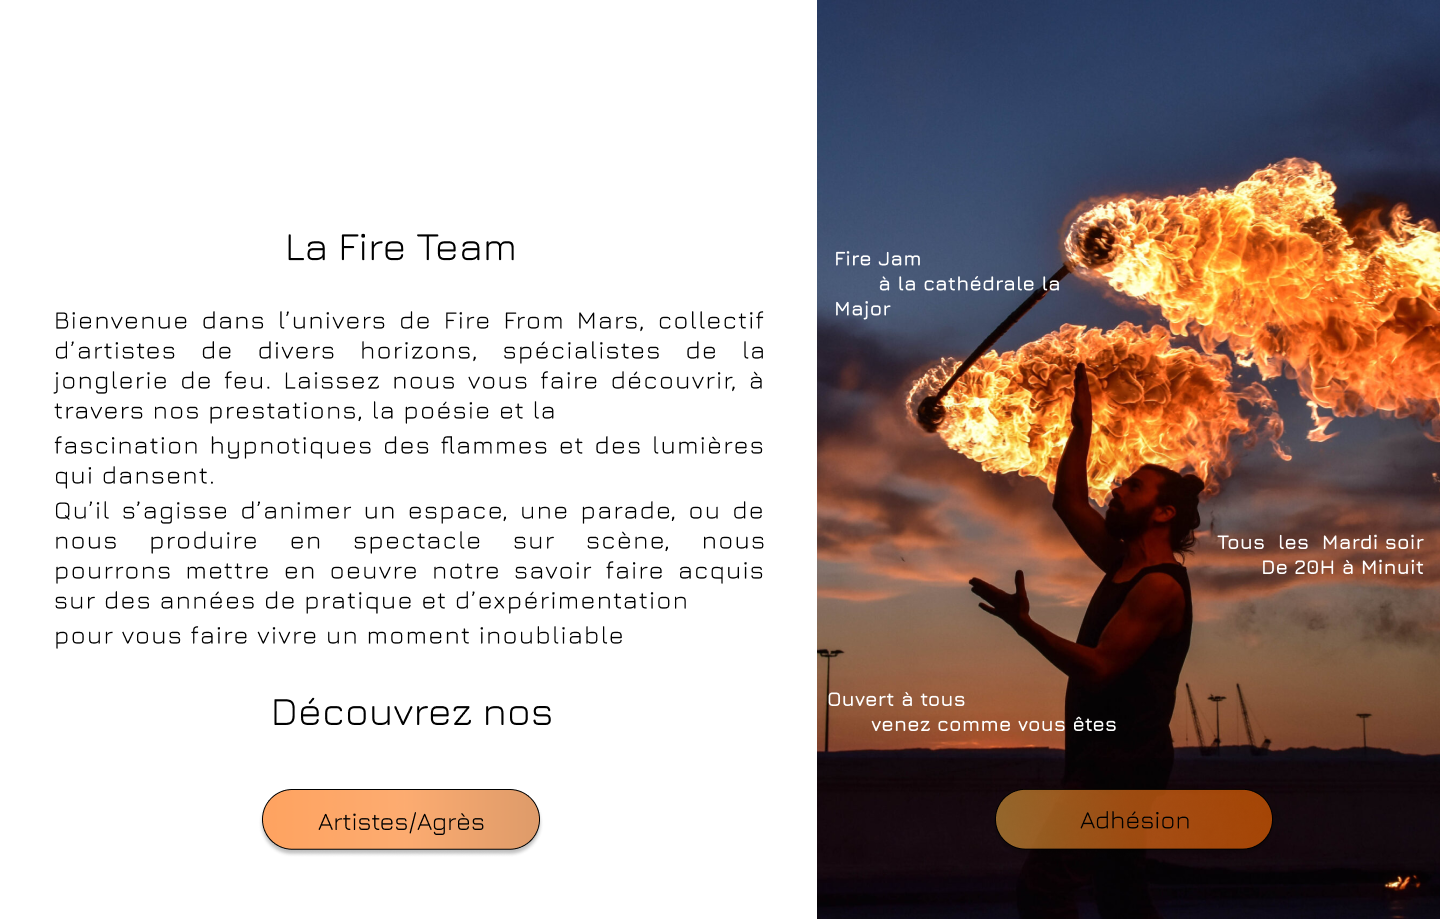 La Fire Team
Bienvenue dans l’univers de Fire From Mars, collectif
d’artistes de divers horizons, spécialistes de la
jonglerie de feu. Laissez nous vous faire découvrir, à
travers nos prestations, la poésie et la
fascination hypnotiques des flammes et des lumières
qui dansent.
Qu’il s’agisse d’animer un espace, une parade, ou de
nous produire en spectacle sur scène, nous
pourrons mettre en oeuvre notre savoir faire acquis
sur des années de pratique et d’expérimentation
pour vous faire vivre un moment inoubliable
Découvrez nos
Artistes/Agrès
Fire Jam
à la cathédrale la
Major
Tous les Mardi soir
De 20H à Minuit
Ouvert à tous
venez comme vous êtes
Adhésion